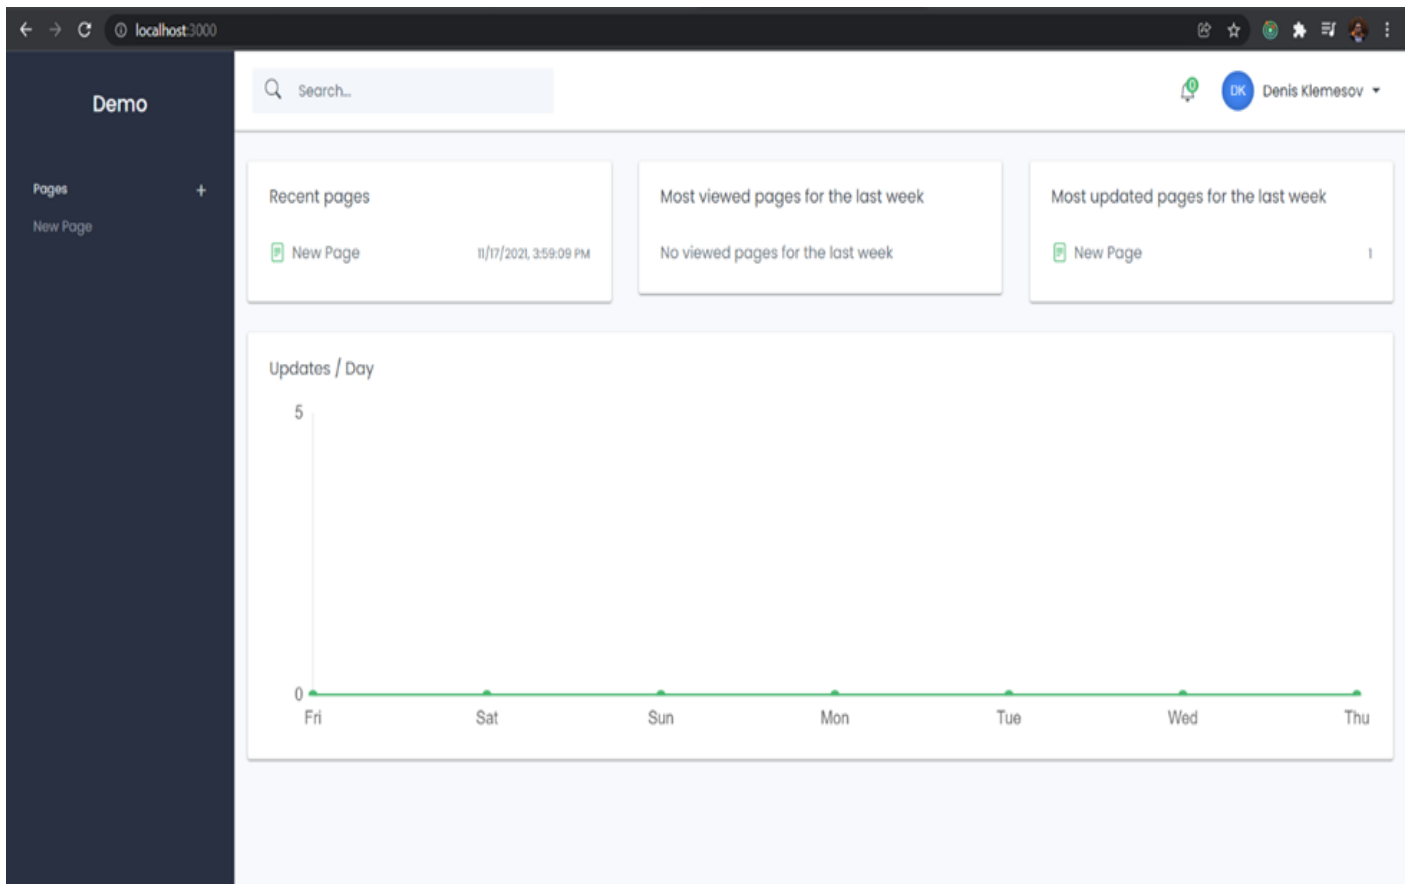 localhost:3000
Demo
Search...
0
DK
Denis Klemesov
Pages +
New Page
Recent pages
New Page 11/17/2021, 3:59:09 PM
Most viewed pages for the last week
No viewed pages for the last week
Most updated pages for the last week
New Page 1
Updates / Day
5
0
Fri Sat Sun Mon Tue Wed Thu